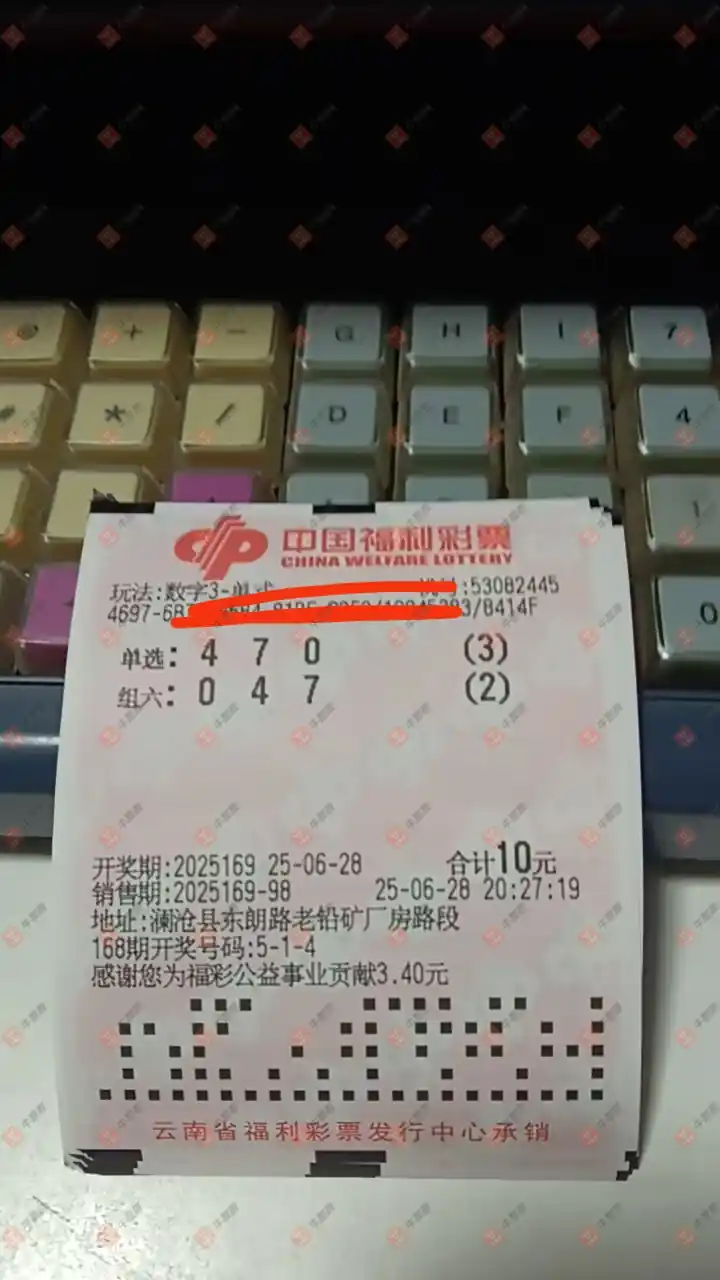 @ + - G H I 7
* / D E F 4
0
中国福利彩票
CHINA WELFARE LOTTERY
玩法:数字3-单式 :53082445
4697-6B 3/8414F
单选: 4 7 0 (3)
组六: 0 4 7 (2)
开奖期:2025169 25-06-28 合计10元
销售期:2025169-98 25-06-28 20:27:19
地址:澜沧县东朗路老铅矿厂房路段
168期开奖号码:5-1-4
感谢您为福彩公益事业贡献3.40元
云南省福利彩票发行中心承销